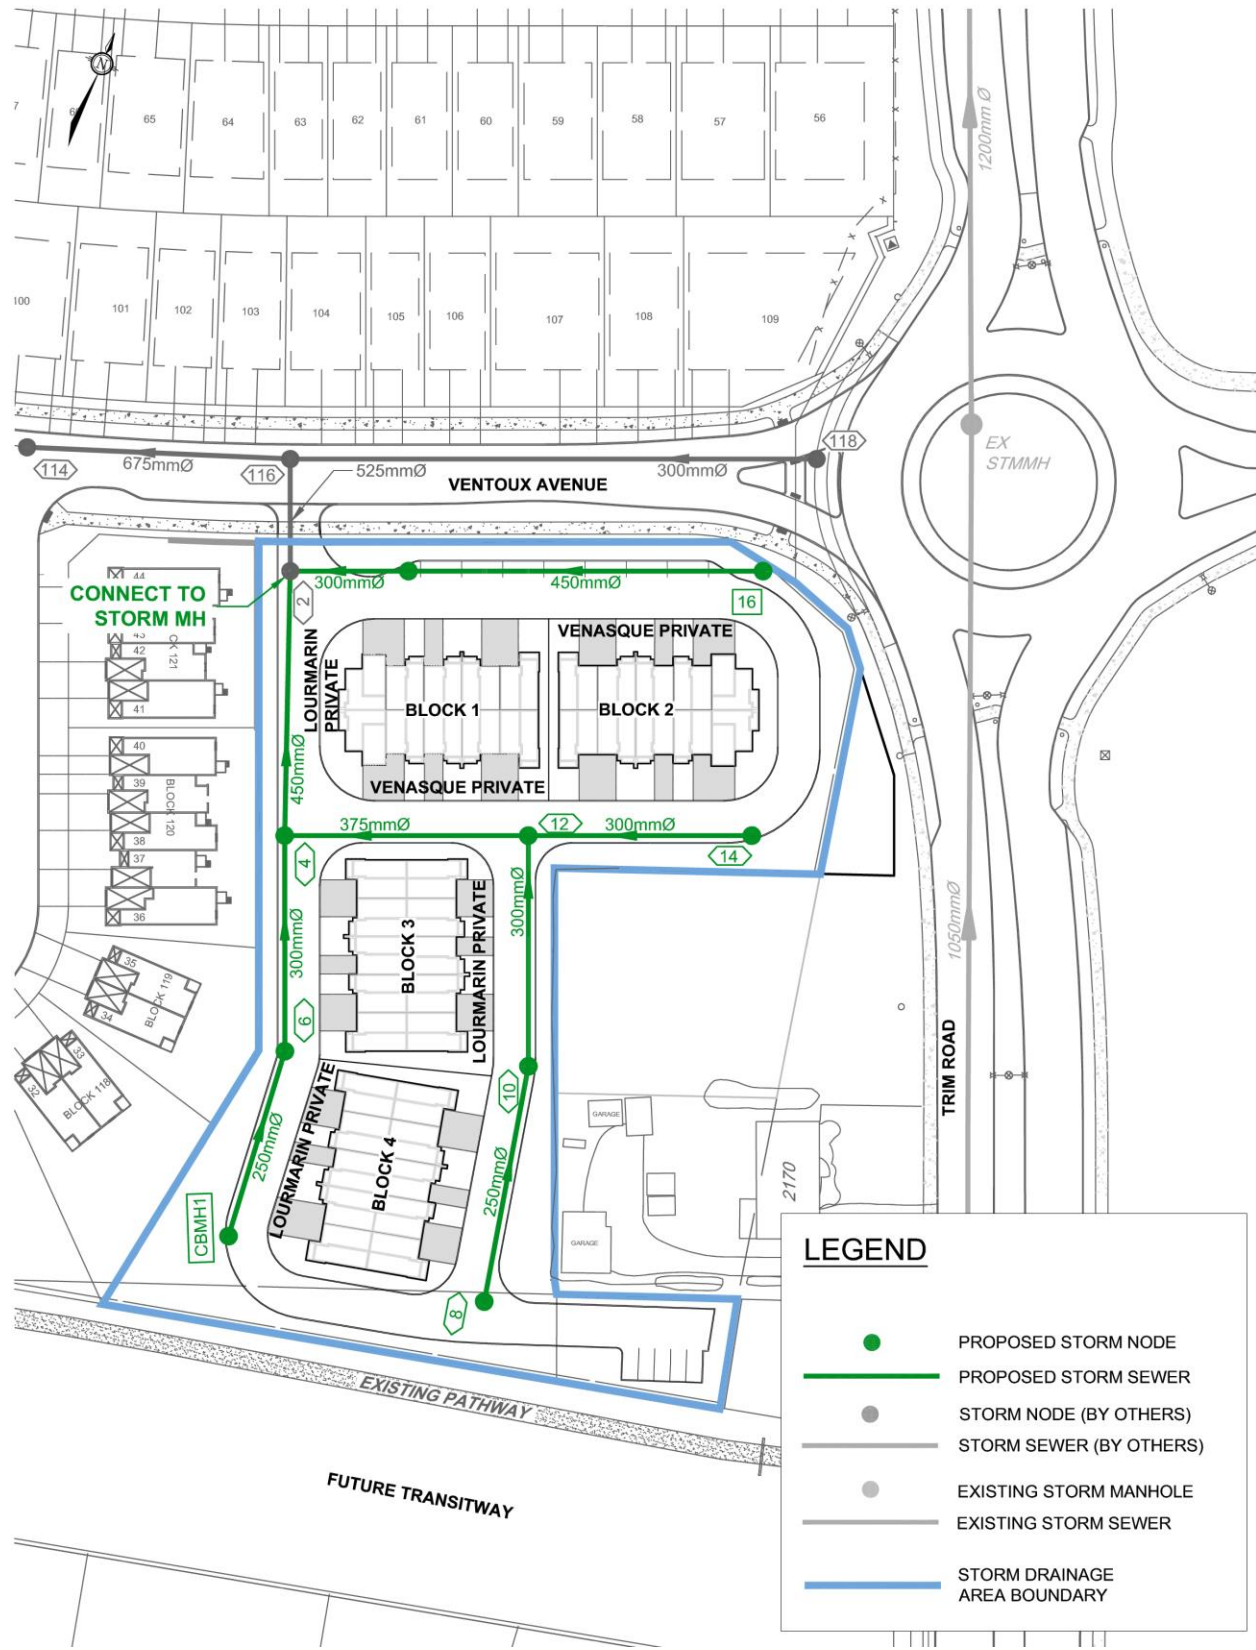 N
1200mm Ø
65
64
63
62
61
60
59
58
57
56
100
101
102
103
104
105
106
107
108
109
EX
STMMH
114
675mmØ
116
525mmØ
300mmØ
118
VENTOUX AVENUE
CONNECT TO
STORM MH
2
300mmØ
450mmØ
16
44
43
42
41
CK 121
LOURMARIN
PRIVATE
VENASQUE PRIVATE
BLOCK 1
BLOCK 2
VENASQUE PRIVATE
450mmØ
40
39
38
37
36
BLOCK 120
375mmØ
12
300mmØ
14
4
300mmØ
BLOCK 3
LOURMARIN PRIVATE
300mmØ
1050mmØ
35
34
BLOCK 119
33
32
BLOCK 118
6
10
TRIM ROAD
GARAGE
250mmØ
LOURMARIN PRIVATE
BLOCK 4
250mmØ
2170
CBMH1
GARAGE
8
EXISTING PATHWAY
FUTURE TRANSITWAY
LEGEND
PROPOSED STORM NODE
PROPOSED STORM SEWER
STORM NODE (BY OTHERS)
STORM SEWER (BY OTHERS)
EXISTING STORM MANHOLE
EXISTING STORM SEWER
STORM DRAINAGE
AREA BOUNDARY